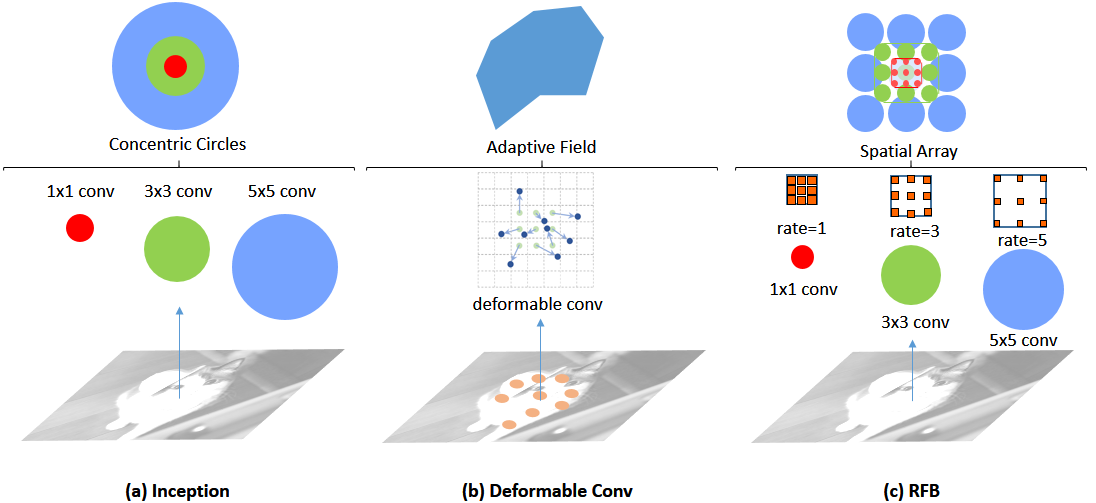 Concentric Circles
1x1 conv 3x3 conv 5x5 conv
(a) Inception
Adaptive Field
deformable conv
(b) Deformable Conv
Spatial Array
rate=1
rate=3
rate=5
1x1 conv
3x3 conv
5x5 conv
(c) RFB